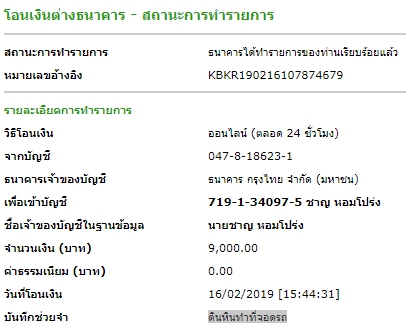 โอนเงินต่างธนาคาร - สถานะการทำรายการ
สถานะการทำรายการ ธนาคารได้ทำรายการของท่านเรียบร้อยแล้ว
หมายเลขอ้างอิง KBKR190216107874679
รายละเอียดการทำรายการ
วิธีโอนเงิน ออนไลน์ (ตลอด 24 ชั่วโมง)
จากบัญชี 047-8-18623-1
ธนาคารเจ้าของบัญชี ธนาคาร กรุงไทย จำกัด (มหาชน)
เพื่อเข้าบัญชี 719-1-34097-5 ชาญ หอมโปร่ง
ชื่อเจ้าของบัญชีในฐานข้อมูล นายชาญ หอมโปร่ง
จำนวนเงิน (บาท) 9,000.00
ค่าธรรมเนียม (บาท) 0.00
วันที่โอนเงิน 16/02/2019 [15:44:31]
บันทึกช่วยจำ ดินหินทำที่จอดรถ